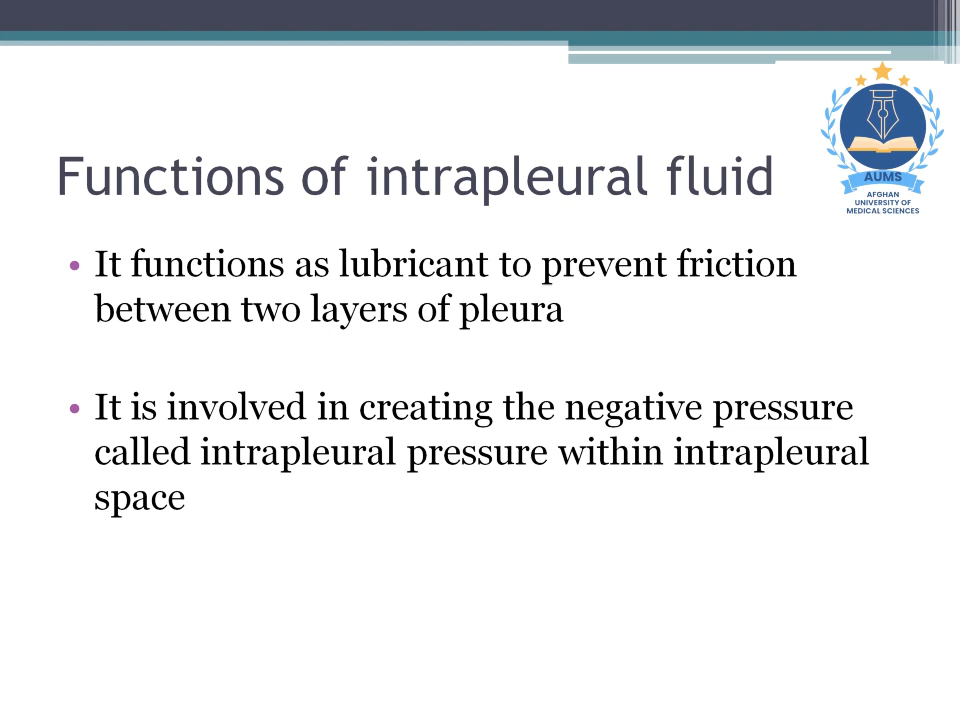 AUMS
AFGHAN
UNIVERSITY OF
MEDICAL SCIENCES
Functions of intrapleural fluid
• It functions as lubricant to prevent friction
between two layers of pleura
• It is involved in creating the negative pressure
called intrapleural pressure within intrapleural
space